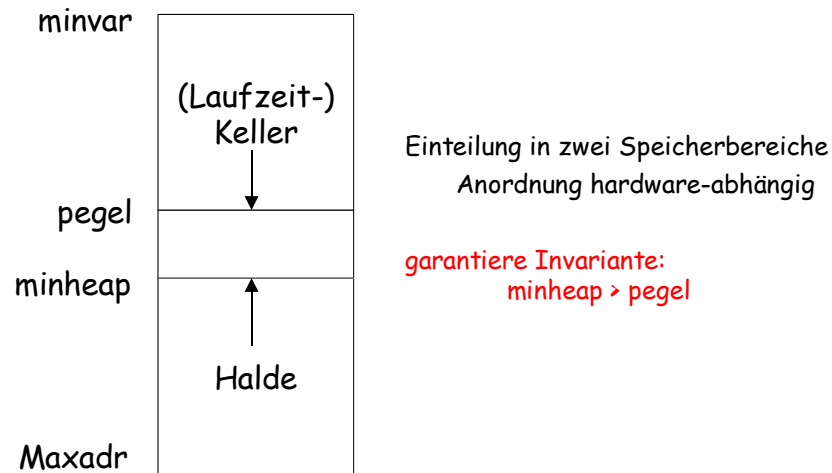 minvar
(Laufzeit-)
Keller
Einteilung in zwei Speicherbereiche
Anordnung hardware-abhängig
pegel
garantiere Invariante:
minheap > pegel
minheap
Halde
Maxadr